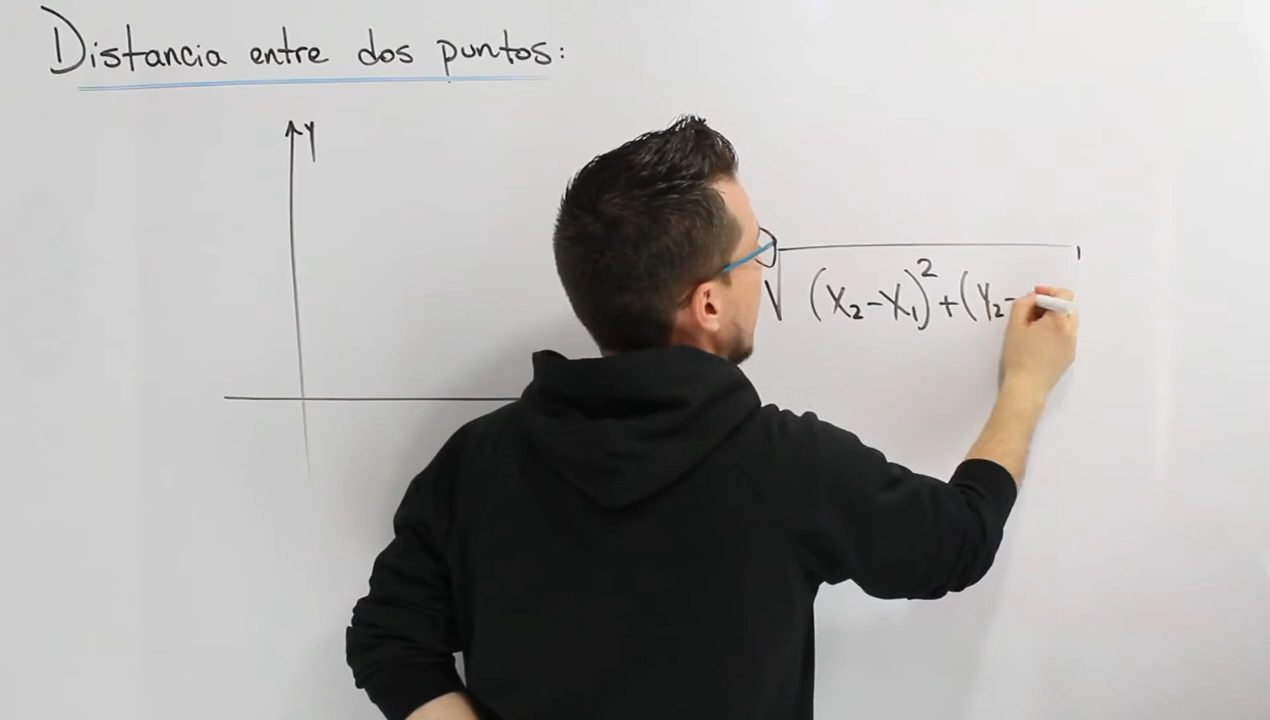 Distancia entre dos puntos:
Y
√(X₂-X₁)²+(Y₂-